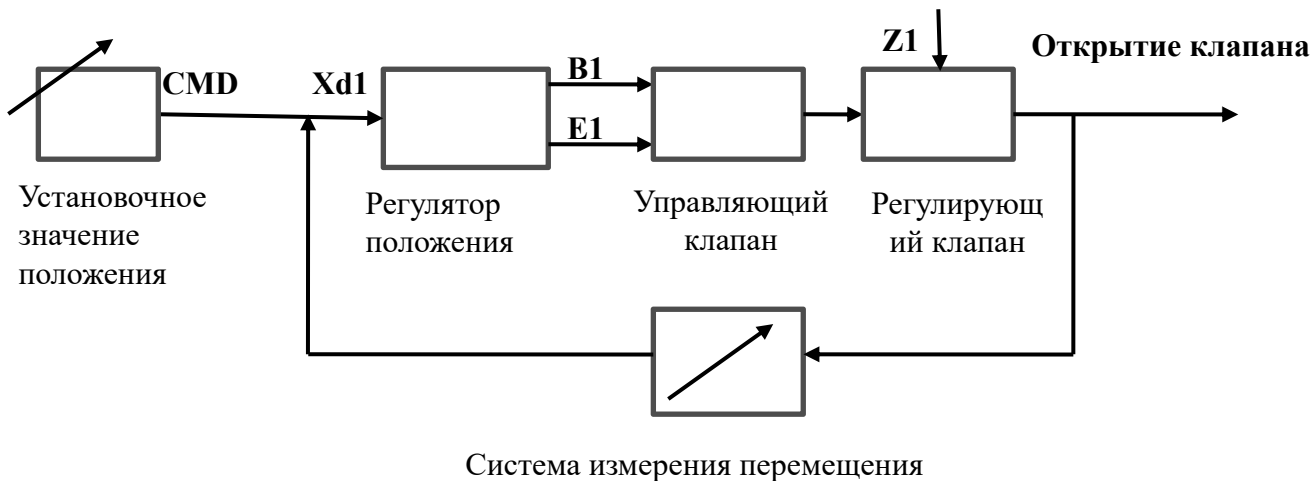 Z1
Открытие клапана
CMD
Xd1
B1
E1
Установочное
значение
положения
Регулятор
положения
Управляющий
клапан
Регулирующ
ий клапан
Система измерения перемещения